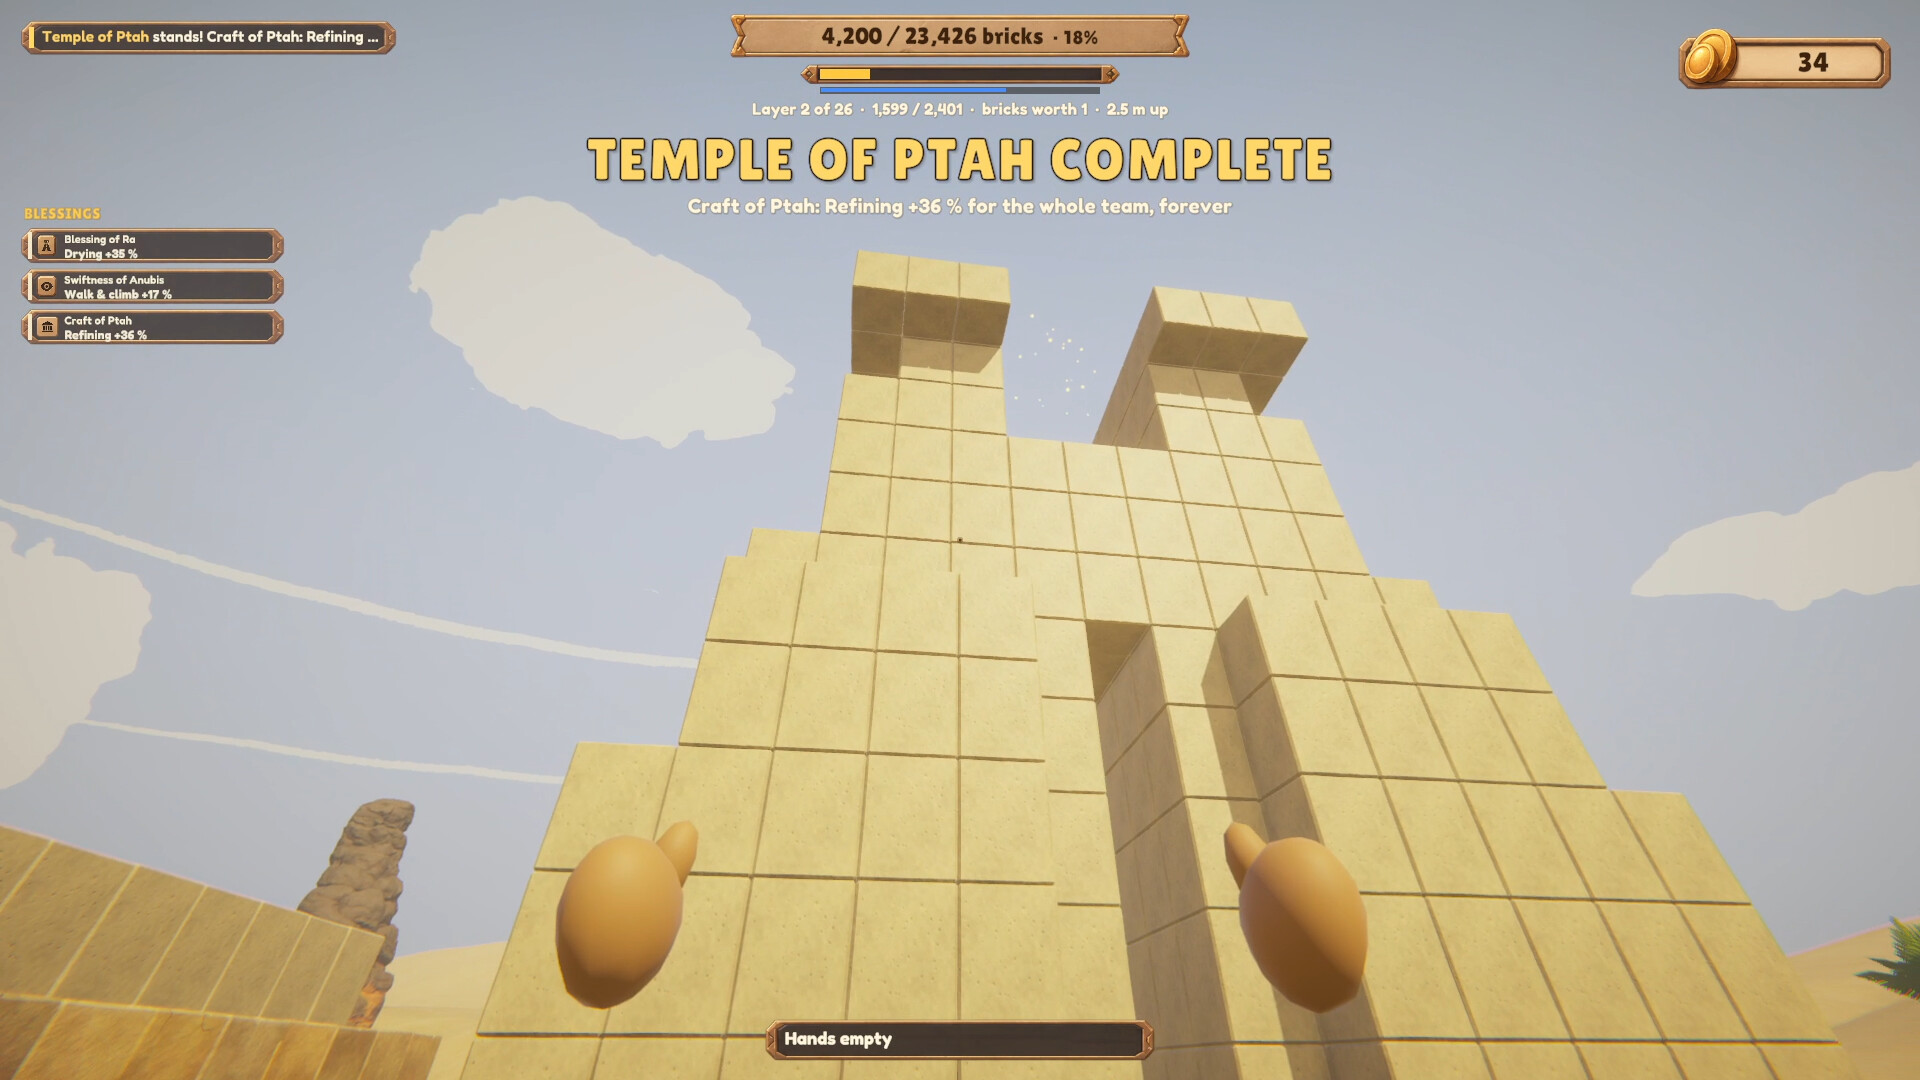 Temple of Ptah stands! Craft of Ptah: Refining ...
4,200 / 23,426 bricks · 18%
34
Layer 2 of 26 · 1,599 / 2,401 · bricks worth 1 · 2.5 m up
TEMPLE OF PTAH COMPLETE
Craft of Ptah: Refining +36 % for the whole team, forever
BLESSINGS
Blessing of Ra
Drying +35 %
Swiftness of Anubis
Walk & climb +17 %
Craft of Ptah
Refining +36 %
Hands empty